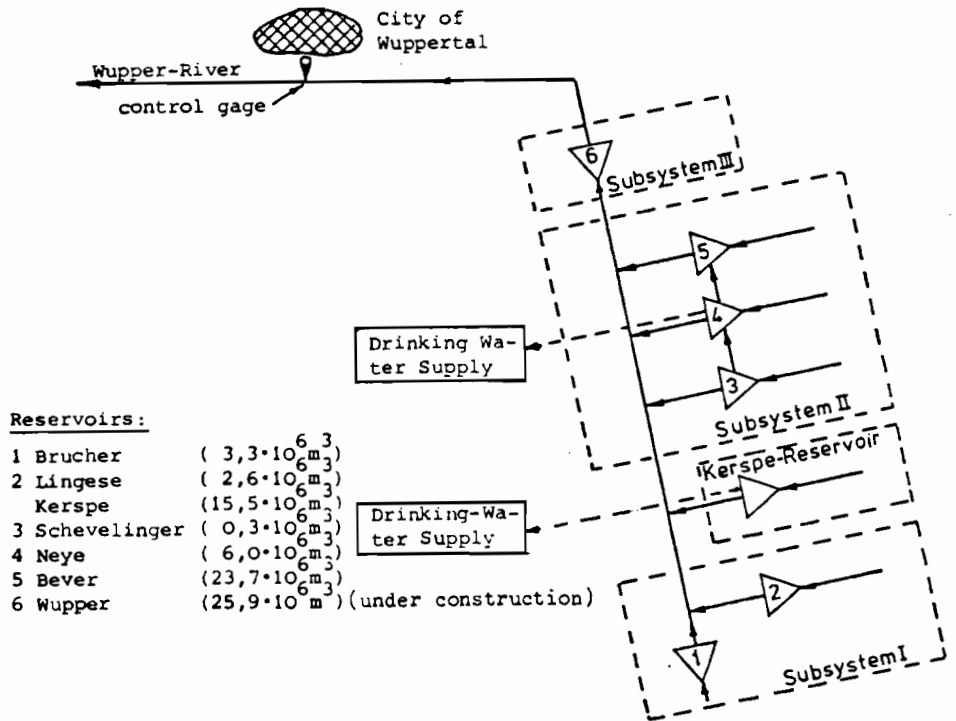 City of
Wuppertal
Wupper-River
control gage
6
Subsystem III
5
4
Drinking Wa-
ter Supply
3
Subsystem II
Reservoirs:
1 Brucher ( 3,3·10⁶m³)
2 Lingese ( 2,6·10⁶m³)
Kerspe (15,5·10⁶m³)
3 Schevelinger ( 0,3·10⁶m³)
4 Neye ( 6,0·10⁶m³)
5 Bever (23,7·10⁶m³)
6 Wupper (25,9·10⁶m³)(under construction)
Kerspe-Reservoir
Drinking-Wa-
ter Supply
2
1
Subsystem I